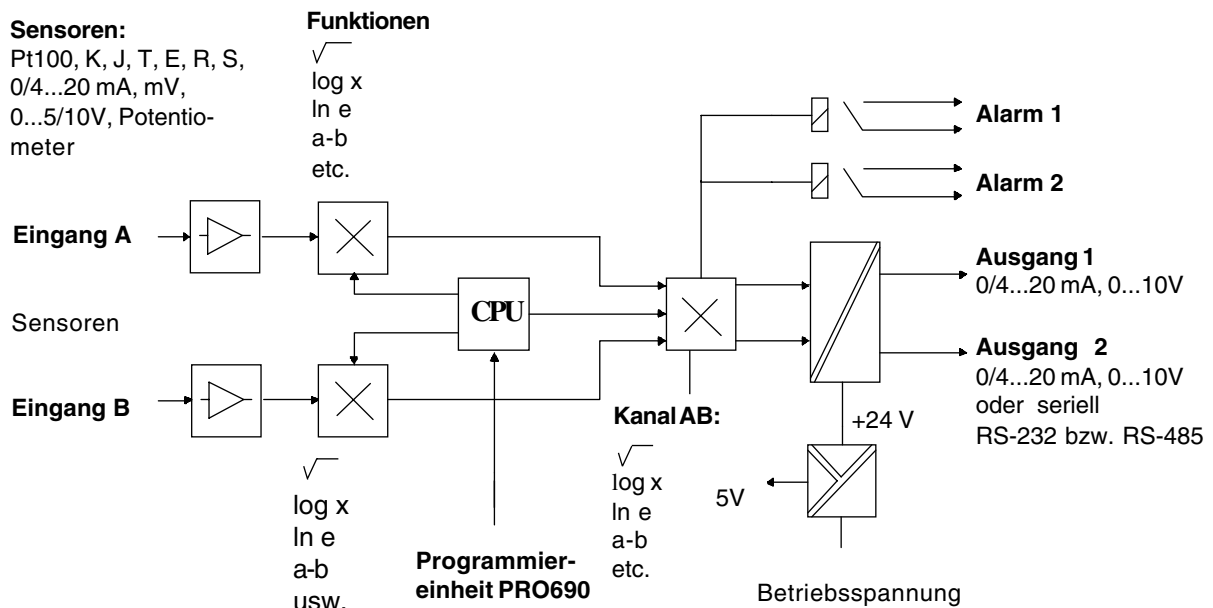 Sensoren:
Pt100, K, J, T, E, R, S,
0/4...20 mA, mV,
0...5/10V, Potentio-
meter
Funktionen
√
log x
ln e
a-b
etc.
Alarm 1
Alarm 2
Eingang A
Sensoren
Eingang B
CPU
Ausgang 1
0/4...20 mA, 0...10V
Ausgang 2
0/4...20 mA, 0...10V
oder seriell
RS-232 bzw. RS-485
Kanal AB:
√
log x
ln e
a-b
etc.
+24 V
5V
√
log x
ln e
a-b
usw.
Programmier-
einheit PRO690
Betriebsspannung